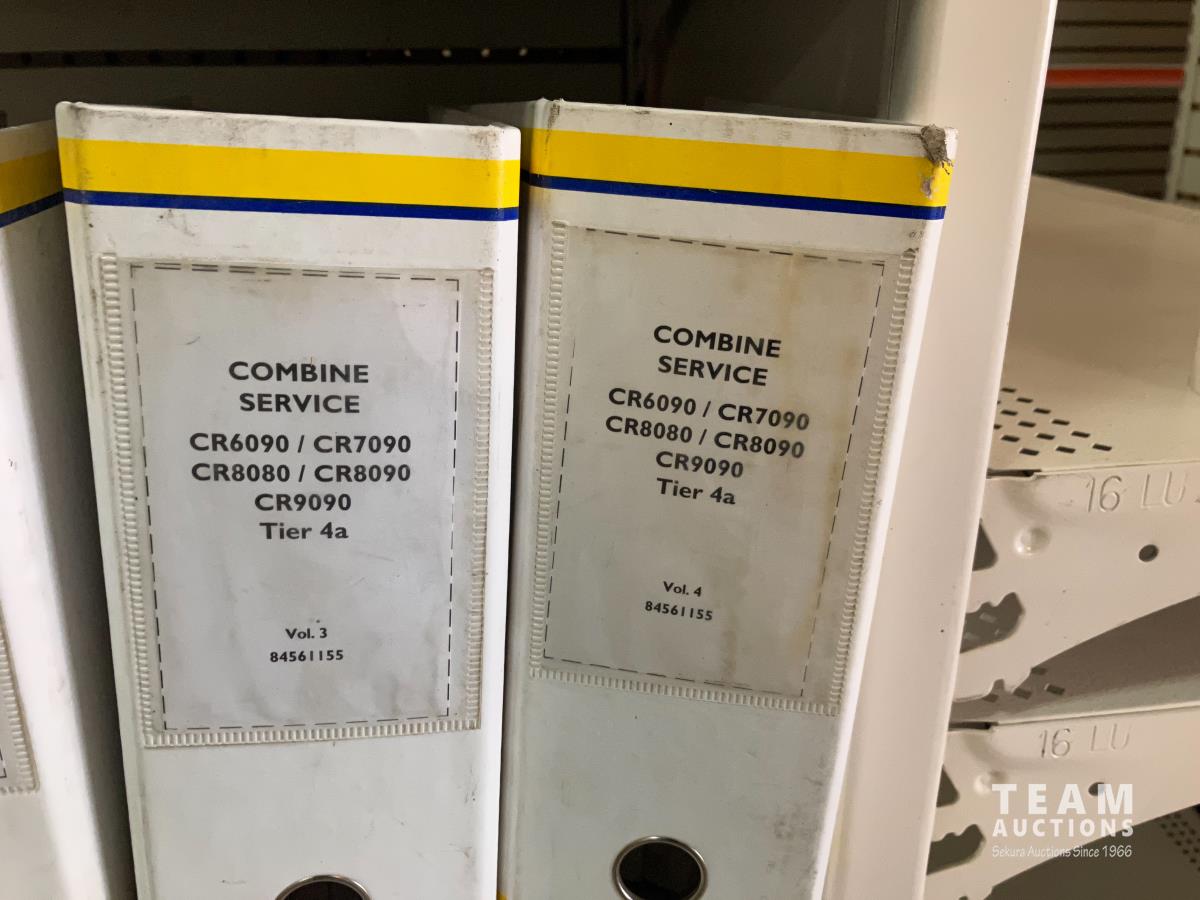 COMBINE
SERVICE
CR6090 / CR7090
CR8080 / CR8090
CR9090
Tier 4a
Vol. 3
84561155
COMBINE
SERVICE
CR6090 / CR7090
CR8080 / CR8090
CR9090
Tier 4a
Vol. 4
84561155
16 LU
16 LU
TEAM
AUCTIONS
Sekura Auctions Since 1966